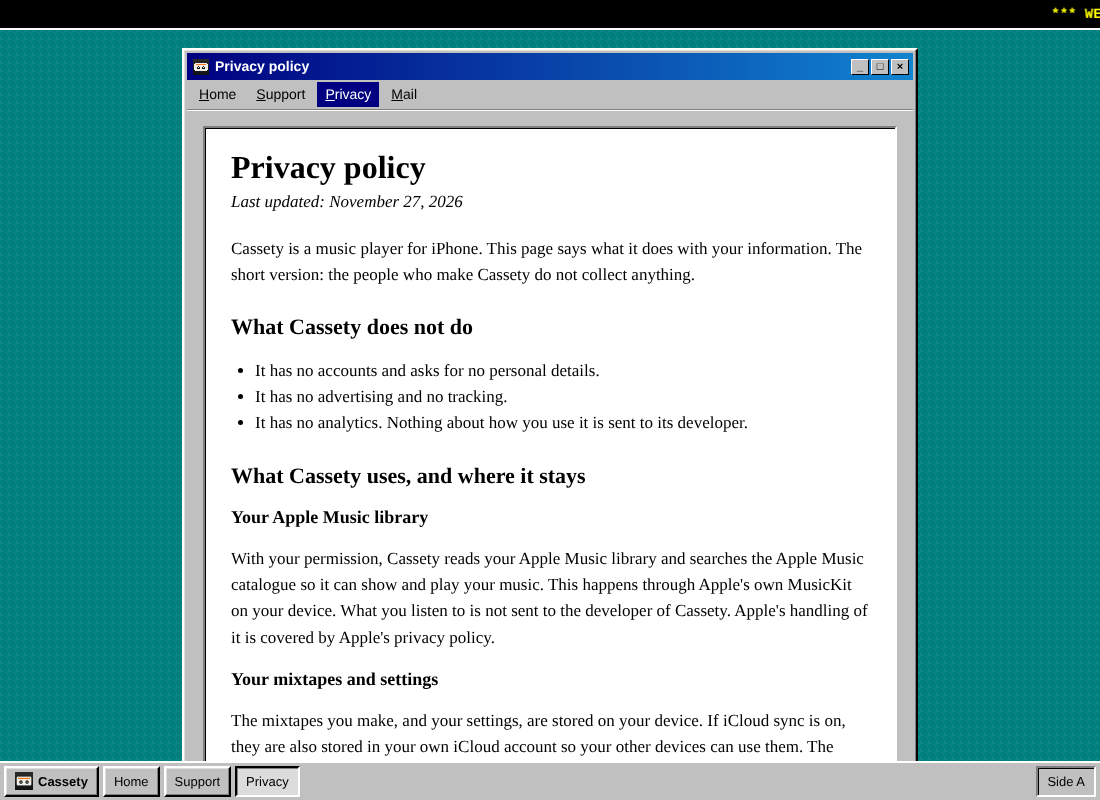 *** WE
Privacy policy
Home Support Privacy Mail
Privacy policy
Last updated: November 27, 2026
Cassety is a music player for iPhone. This page says what it does with your information. The
short version: the people who make Cassety do not collect anything.
What Cassety does not do
• It has no accounts and asks for no personal details.
• It has no advertising and no tracking.
• It has no analytics. Nothing about how you use it is sent to its developer.
What Cassety uses, and where it stays
Your Apple Music library
With your permission, Cassety reads your Apple Music library and searches the Apple Music
catalogue so it can show and play your music. This happens through Apple's own MusicKit
on your device. What you listen to is not sent to the developer of Cassety. Apple's handling of
it is covered by Apple's privacy policy.
Your mixtapes and settings
The mixtapes you make, and your settings, are stored on your device. If iCloud sync is on,
they are also stored in your own iCloud account so your other devices can use them. The
Cassety Home Support Privacy Side A